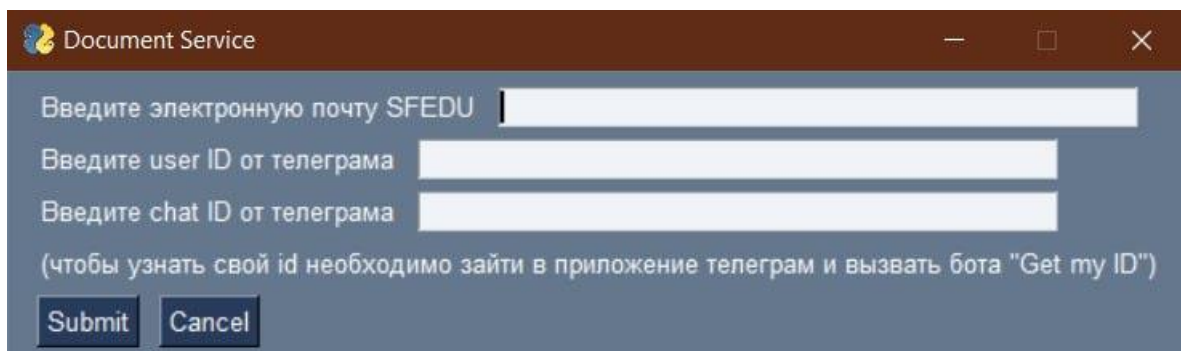 Document Service
Введите электронную почту SFEDU
Введите user ID от телеграма
Введите chat ID от телеграма
(чтобы узнать свой id необходимо зайти в приложение телеграм и вызвать бота "Get my ID")
Submit Cancel